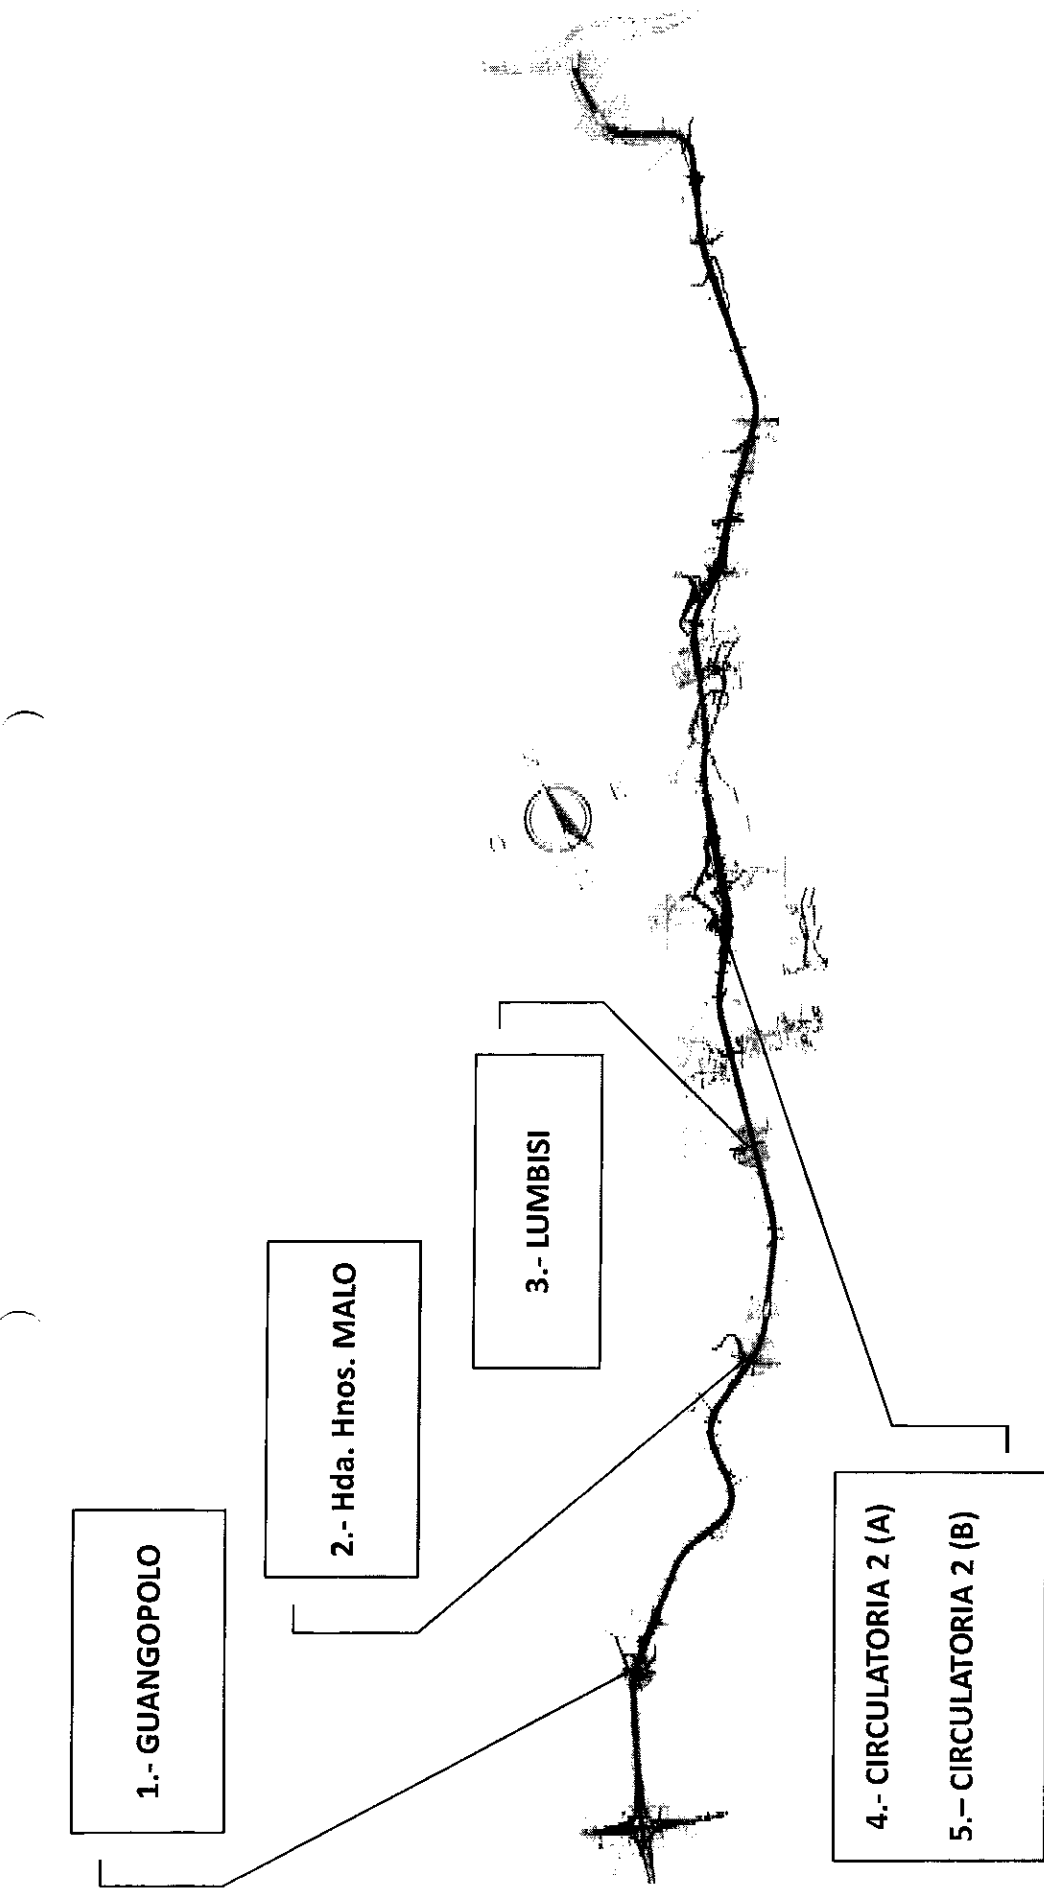 1.- GUANGOPOLO
2.- Hda. Hnos. MALO
3.- LUMBISI
4.- CIRCULATORIA 2 (A)
5.– CIRCULATORIA 2 (B)